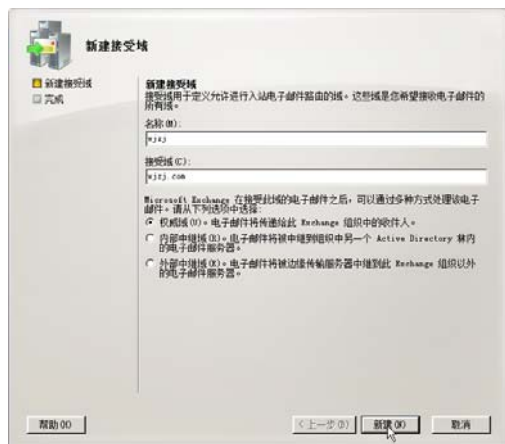 新建接受域
新建接受域
完成
新建接受域
接受域用于定义允许进行入站电子邮件路由的域。这些域是您希望接收电子邮件的
所有域。
名称(M):
wjzj
接受域(C):
wjzj.com
Microsoft Exchange 在接受此域的电子邮件之后，可以通过多种方式处理该电子
邮件。请从下列选项中选择:
权威域(U)。电子邮件将传递给此 Exchange 组织中的收件人。
内部中继域(R)。电子邮件将被中继到组织中另一个 Active Directory 林内
的电子邮件服务器。
外部中继域(X)。电子邮件将被边缘传输服务器中继到此 Exchange 组织以外
的电子邮件服务器。
帮助(H)
<上一步(B)
新建(N)
取消